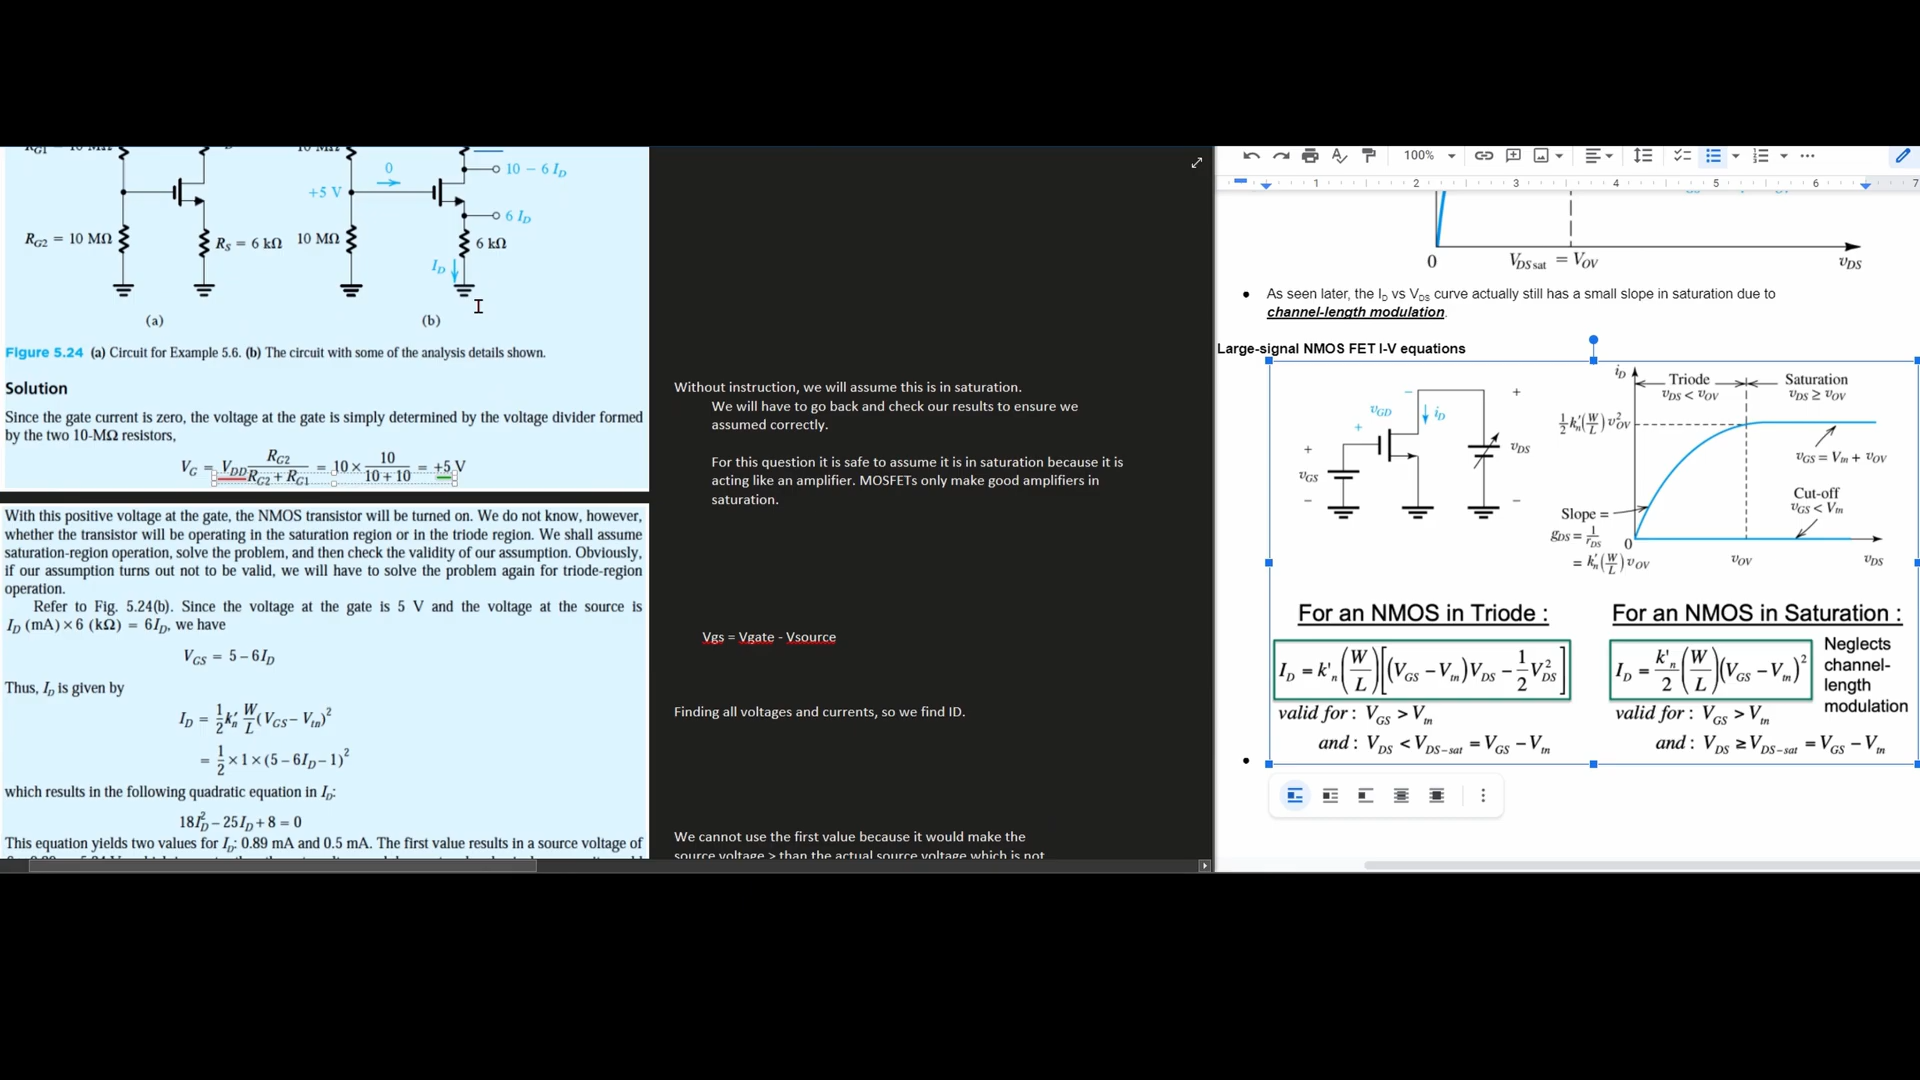 10 − 6 I_D
0
+5 V
6 I_D
R_G2 = 10 MΩ
R_S = 6 kΩ
10 MΩ
6 kΩ
I_D
(a)
(b)
Figure 5.24 (a) Circuit for Example 5.6. (b) The circuit with some of the analysis details shown.
Solution
Since the gate current is zero, the voltage at the gate is simply determined by the voltage divider formed
by the two 10-MΩ resistors,
V_G = V_DD R_G2 / (R_G2 + R_G1) = 10 × 10 / (10 + 10) = +5 V
With this positive voltage at the gate, the NMOS transistor will be turned on. We do not know, however,
whether the transistor will be operating in the saturation region or in the triode region. We shall assume
saturation-region operation, solve the problem, and then check the validity of our assumption. Obviously,
if our assumption turns out not to be valid, we will have to solve the problem again for triode-region
operation.
Refer to Fig. 5.24(b). Since the voltage at the gate is 5 V and the voltage at the source is
I_D (mA) × 6 (kΩ) = 6I_D, we have
V_GS = 5 − 6I_D
Thus, I_D is given by
I_D = 1/2 k'_n W/L (V_GS − V_tn)²
= 1/2 × 1 × (5 − 6I_D − 1)²
which results in the following quadratic equation in I_D:
18I_D² − 25I_D + 8 = 0
This equation yields two values for I_D: 0.89 mA and 0.5 mA. The first value results in a source voltage of
Without instruction, we will assume this is in saturation.
We will have to go back and check our results to ensure we
assumed correctly.
For this question it is safe to assume it is in saturation because it is
acting like an amplifier. MOSFETs only make good amplifiers in
saturation.
Vgs = Vgate - Vsource
Finding all voltages and currents, so we find ID.
We cannot use the first value because it would make the
source voltage > than the actual source voltage which is not
100%
1 2 3 4 5 6 7
0
V_DSsat = V_OV
v_DS
● As seen later, the I_D vs V_DS curve actually still has a small slope in saturation due to
channel-length modulation.
Large-signal NMOS FET I-V equations
v_GD
i_D
+
−
v_GS
v_DS
i_D
Triode
v_DS < v_OV
Saturation
v_DS ≥ v_OV
1/2 k'_n (W/L) v²_OV
v_GS = V_tn + v_OV
Cut-off
v_GS < V_tn
Slope =
g_DS = 1/r_DS
= k'_n (W/L) v_OV
0
v_OV
v_DS
For an NMOS in Triode :
I_D = k'_n (W/L) [(V_GS − V_tn)V_DS − 1/2 V²_DS]
valid for : V_GS > V_tn
and : V_DS < V_DS−sat = V_GS − V_tn
For an NMOS in Saturation :
I_D = k'_n/2 (W/L) (V_GS − V_tn)²
Neglects
channel-
length
modulation
valid for : V_GS > V_tn
and : V_DS ≥ V_DS−sat = V_GS − V_tn